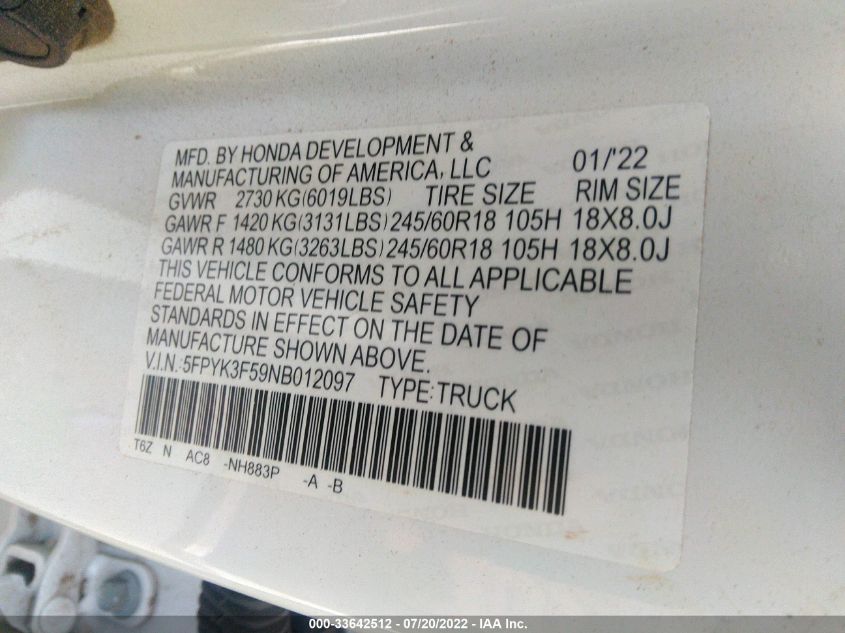 MFD. BY HONDA DEVELOPMENT &
MANUFACTURING OF AMERICA, LLC 01/'22
GVWR 2730 KG(6019LBS) TIRE SIZE RIM SIZE
GAWR F 1420 KG(3131LBS) 245/60R18 105H 18X8.0J
GAWR R 1480 KG(3263LBS) 245/60R18 105H 18X8.0J
THIS VEHICLE CONFORMS TO ALL APPLICABLE
FEDERAL MOTOR VEHICLE SAFETY
STANDARDS IN EFFECT ON THE DATE OF
MANUFACTURE SHOWN ABOVE.
V.I.N.:5FPYK3F59NB012097 TYPE:TRUCK
T6Z N AC8 -NH883P -A -B
000-33642512 - 07/20/2022 - IAA Inc.